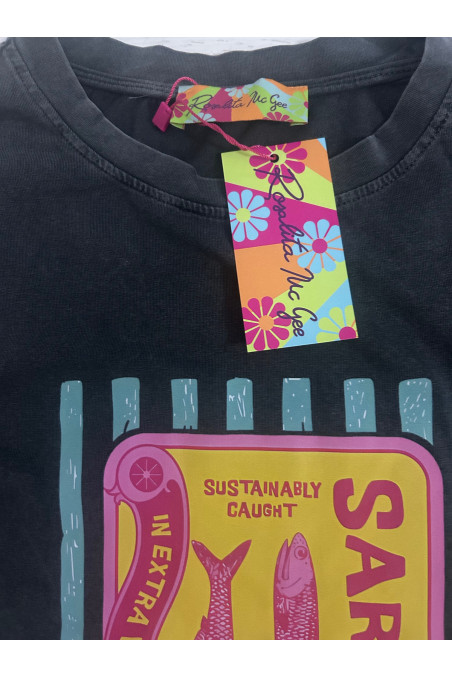 Rosalita Mc Gee
Rosalita Mc Gee
SUSTAINABLY
CAUGHT
SAR
IN EXTRA